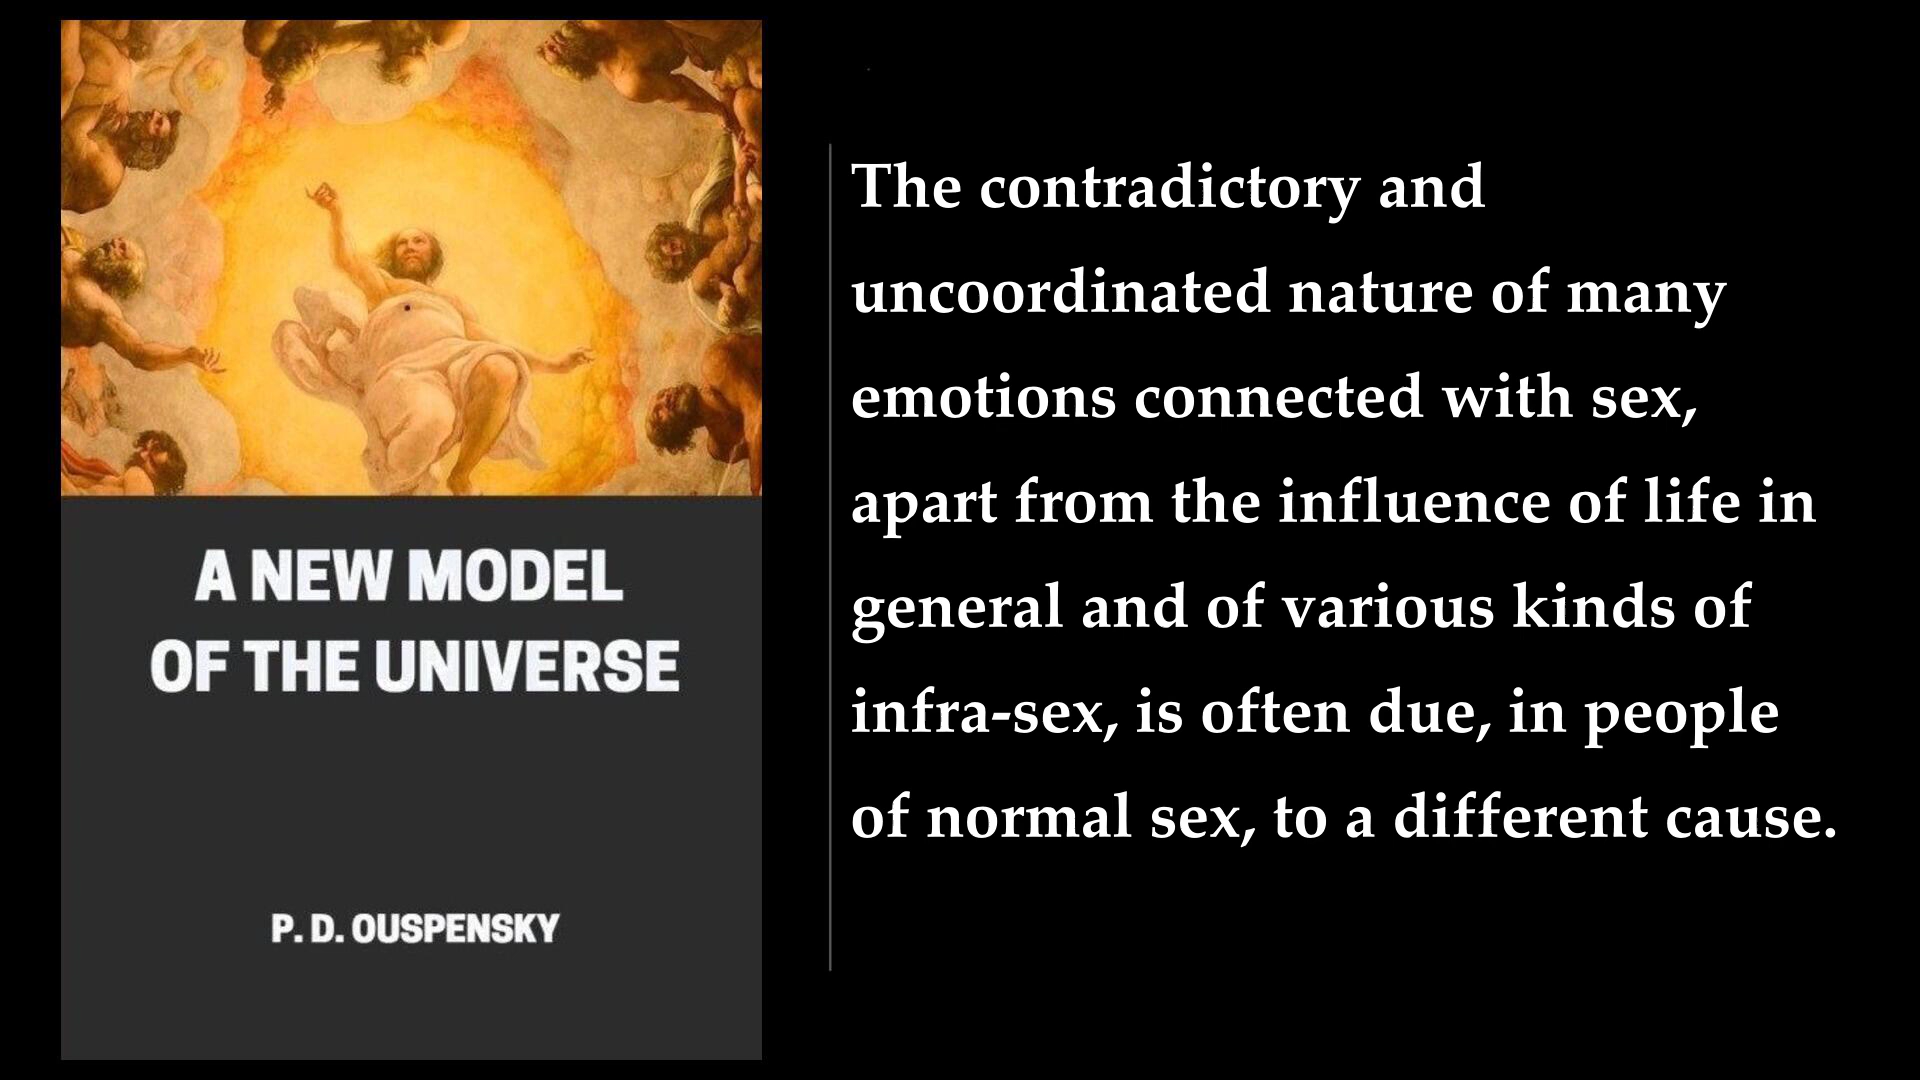 A NEW MODEL
OF THE UNIVERSE
P. D. OUSPENSKY
The contradictory and
uncoordinated nature of many
emotions connected with sex,
apart from the influence of life in
general and of various kinds of
infra-sex, is often due, in people
of normal sex, to a different cause.